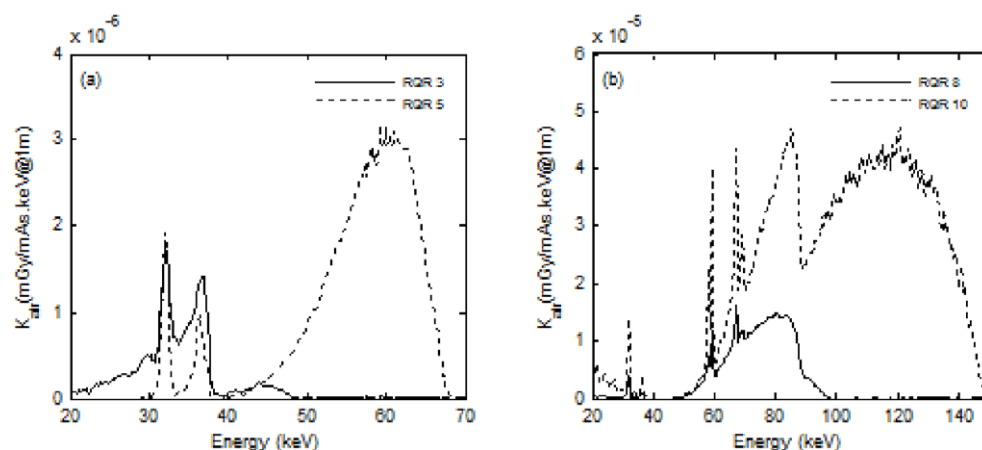 x 10⁻⁶
4
3
2
1
0
20 30 40 50 60 70
(a)
RQR 3
RQR 5
K_air (mGy/mAs.keV@1m)
Energy (keV)
x 10⁻⁵
6
5
4
3
2
1
0
20 40 60 80 100 120 140
(b)
RQR 8
RQR 10
K_air (mGy/mAs.keV@1m)
Energy (keV)